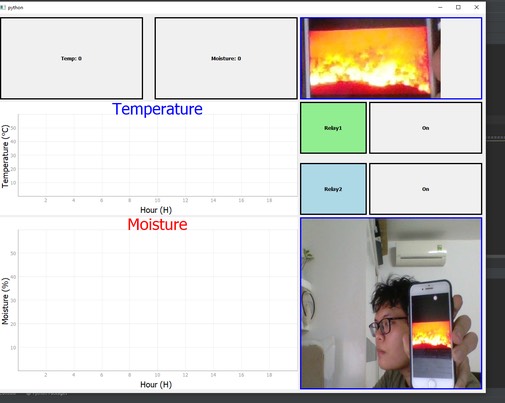 python
Temp: 0
Moisture: 0
Temperature
Temperature (°C)
50
40
30
20
10
2
4
6
8
10
12
14
16
18
Hour (H)
Relay1
On
Relay2
On
Moisture
Moisture (%)
50
40
30
20
10
2
4
6
8
10
12
14
16
18
Hour (H)